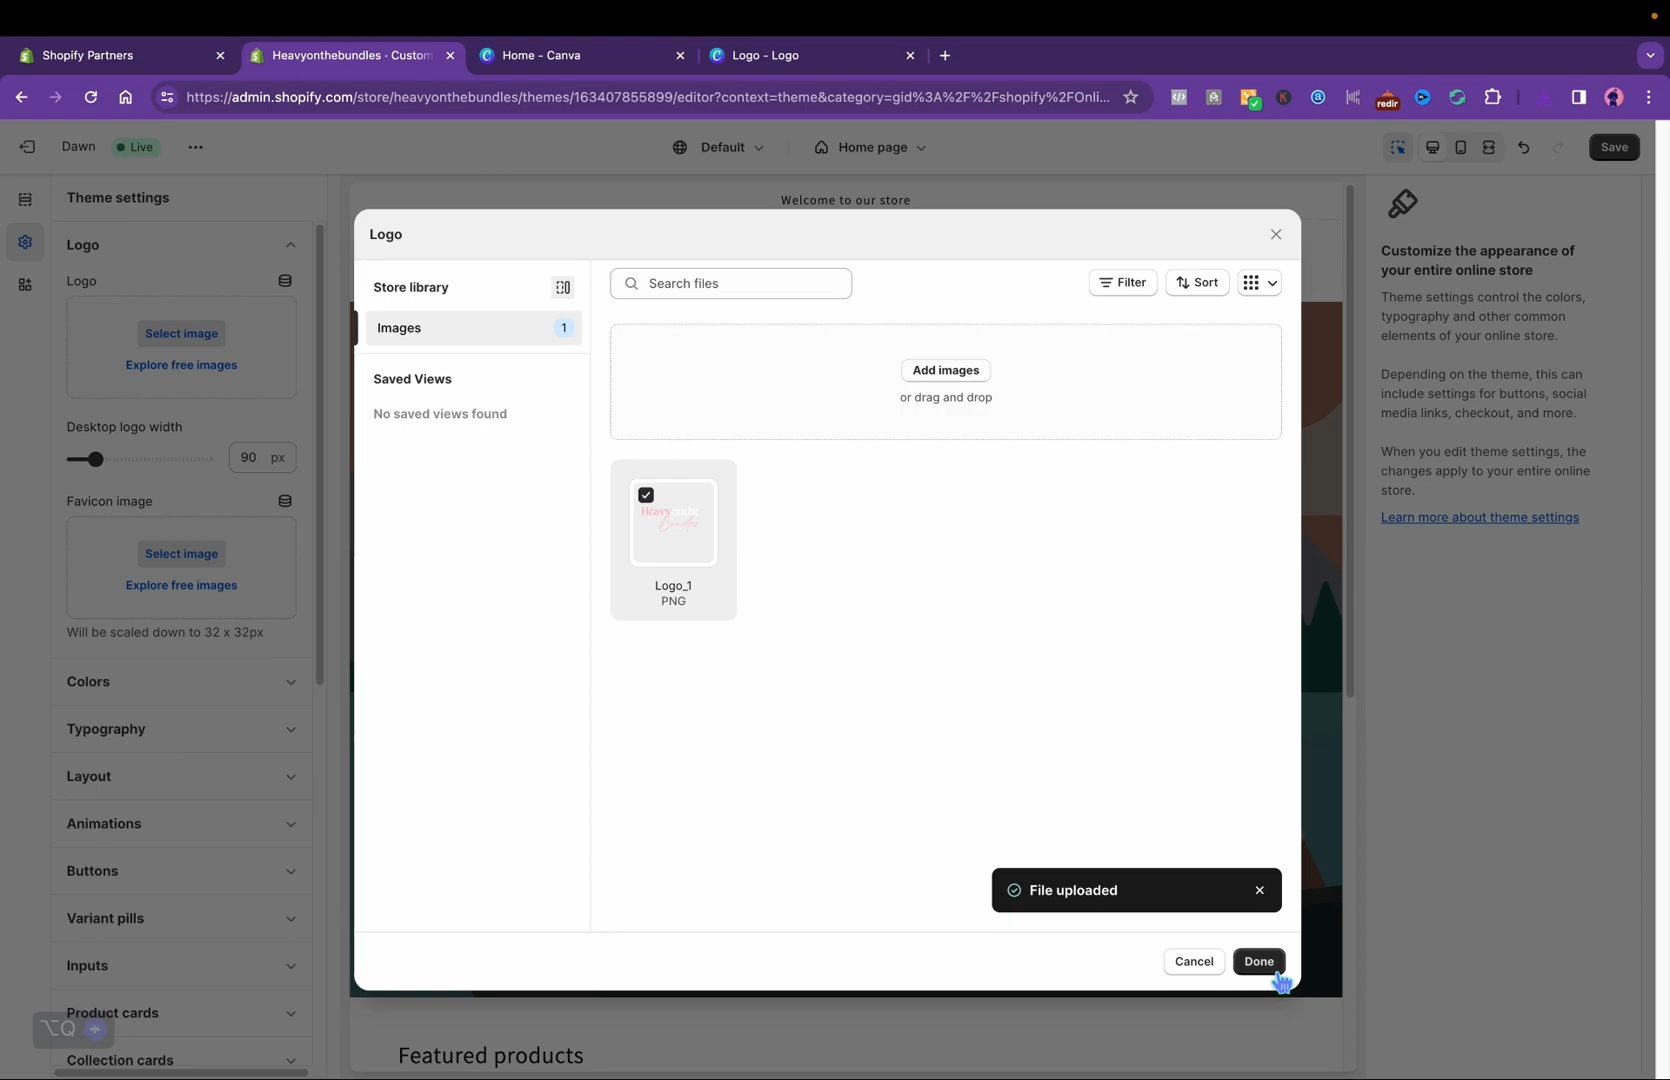 Shopify Partners
Heavyonthebundles · Custom
Home - Canva
Logo - Logo
https://admin.shopify.com/store/heavyonthebundles/themes/163407855899/editor?context=theme&category=gid%3A%2F%2Fshopify%2FOnli...
redir
Dawn
Live
Default
Home page
Save
Theme settings
Logo
Logo
Select image
Explore free images
Desktop logo width
90 px
Favicon image
Select image
Explore free images
Will be scaled down to 32 x 32px
Colors
Typography
Layout
Animations
Buttons
Variant pills
Inputs
Product cards
⌥Q
Collection cards
Welcome to our store
Logo
Store library
Images 1
Saved Views
No saved views found
Search files
Filter
Sort
Add images
or drag and drop
Heavyonthe
Bundles
Logo_1
PNG
File uploaded
Cancel
Done
Featured products
Customize the appearance of
your entire online store
Theme settings control the colors,
typography and other common
elements of your online store.
Depending on the theme, this can
include settings for buttons, social
media links, checkout, and more.
When you edit theme settings, the
changes apply to your entire online
store.
Learn more about theme settings